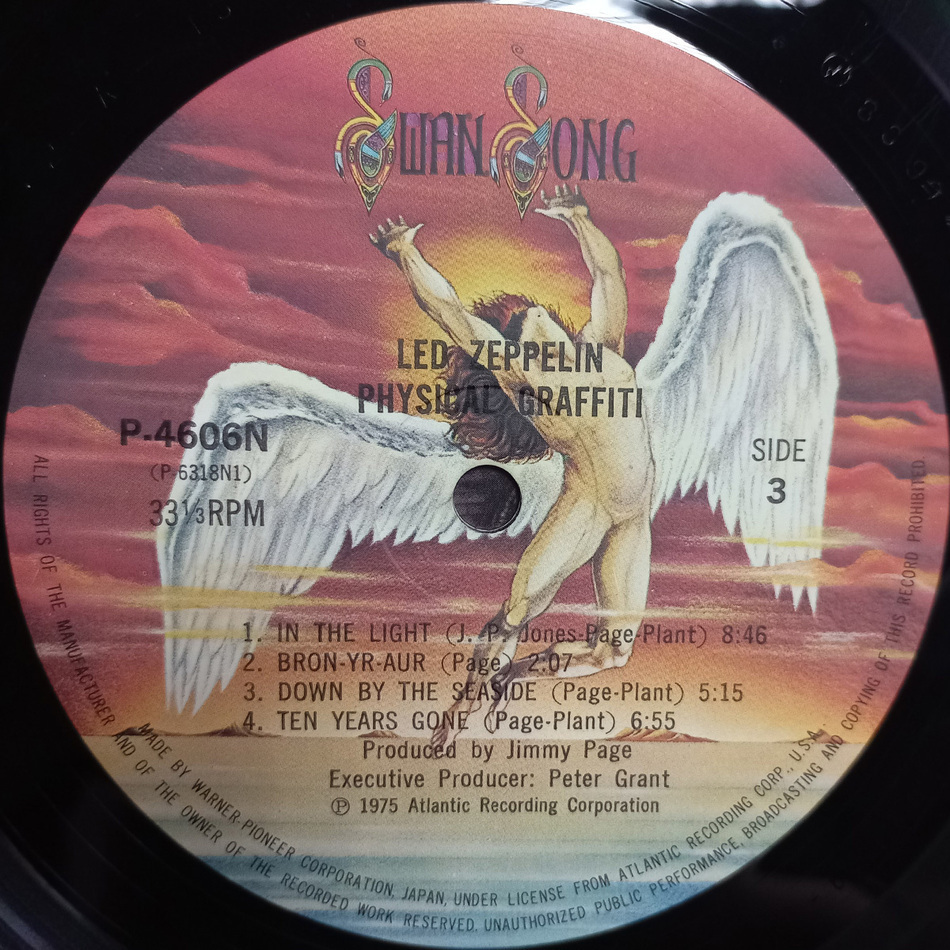 SWAN SONG
LED ZEPPELIN
PHYSICAL GRAFFITI
P-4606N
(P-6318N1)
33⅓RPM
SIDE
3
1. IN THE LIGHT (J. P. Jones-Page-Plant) 8:46
2. BRON-YR-AUR (Page) 2:07
3. DOWN BY THE SEASIDE (Page-Plant) 5:15
4. TEN YEARS GONE (Page-Plant) 6:55
Produced by Jimmy Page
Executive Producer: Peter Grant
℗ 1975 Atlantic Recording Corporation
MADE BY WARNER-PIONEER CORPORATION, JAPAN, UNDER LICENSE FROM ATLANTIC RECORDING CORP., U.S.A.
ALL RIGHTS OF THE MANUFACTURER AND OF THE OWNER OF THE RECORDED WORK RESERVED. UNAUTHORIZED PUBLIC PERFORMANCE, BROADCASTING AND COPYING OF THIS RECORD PROHIBITED